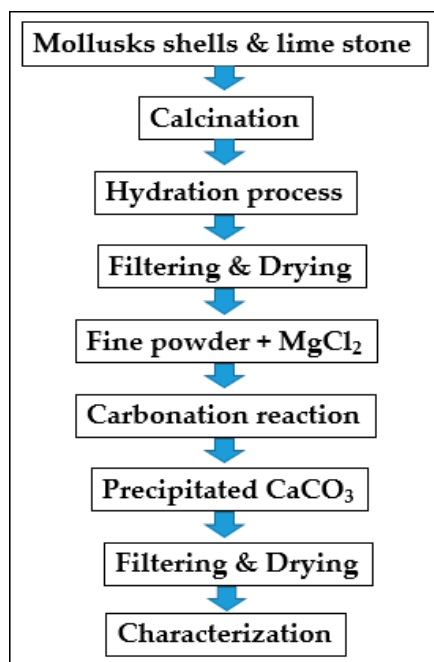 Mollusks shells & lime stone
Calcination
Hydration process
Filtering & Drying
Fine powder + MgCl₂
Carbonation reaction
Precipitated CaCO₃
Filtering & Drying
Characterization